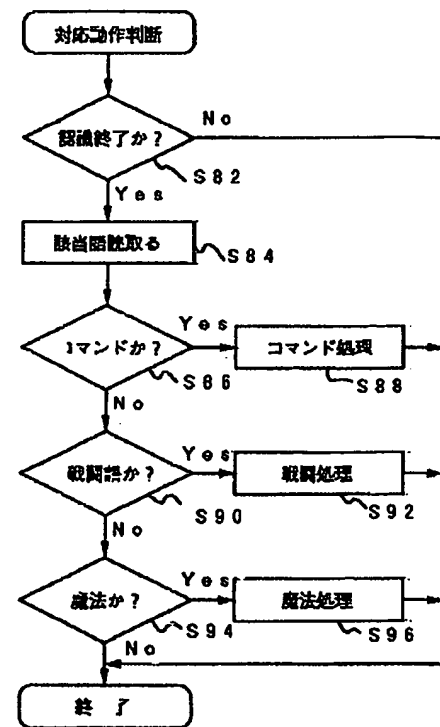 対応動作判断
No
認識終了か?
S82
Yes
該当語読取る
S84
コマンドか?
Yes
コマンド処理
S86
S88
No
戦闘語か?
Yes
戦闘処理
S90
S92
No
魔法か?
Yes
魔法処理
S94
S96
No
終 了